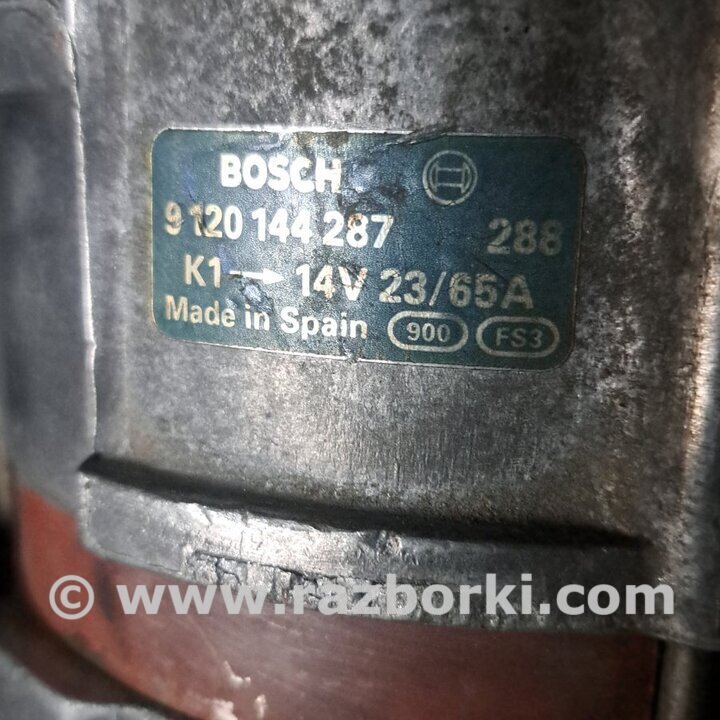 BOSCH
9 120 144 287 288
K1→ 14V 23/65A
Made in Spain 900 FS3
© www.razborki.com